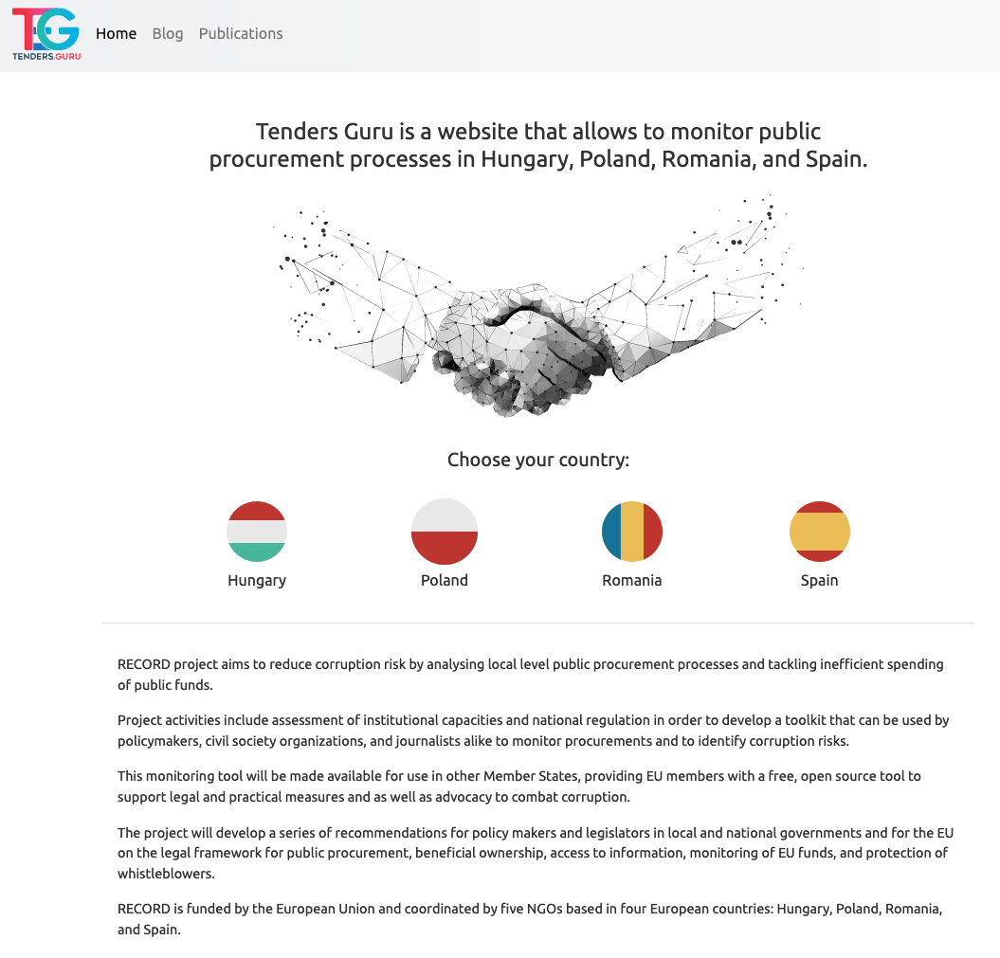 TG
TENDERS.GURU
Home Blog Publications
Tenders Guru is a website that allows to monitor public
procurement processes in Hungary, Poland, Romania, and Spain.
Choose your country:
Hungary Poland Romania Spain
RECORD project aims to reduce corruption risk by analysing local level public procurement processes and tackling inefficient spending
of public funds.
Project activities include assessment of institutional capacities and national regulation in order to develop a toolkit that can be used by
policymakers, civil society organizations, and journalists alike to monitor procurements and to identify corruption risks.
This monitoring tool will be made available for use in other Member States, providing EU members with a free, open source tool to
support legal and practical measures and as well as advocacy to combat corruption.
The project will develop a series of recommendations for policy makers and legislators in local and national governments and for the EU
on the legal framework for public procurement, beneficial ownership, access to information, monitoring of EU funds, and protection of
whistleblowers.
RECORD is funded by the European Union and coordinated by five NGOs based in four European countries: Hungary, Poland, Romania,
and Spain.